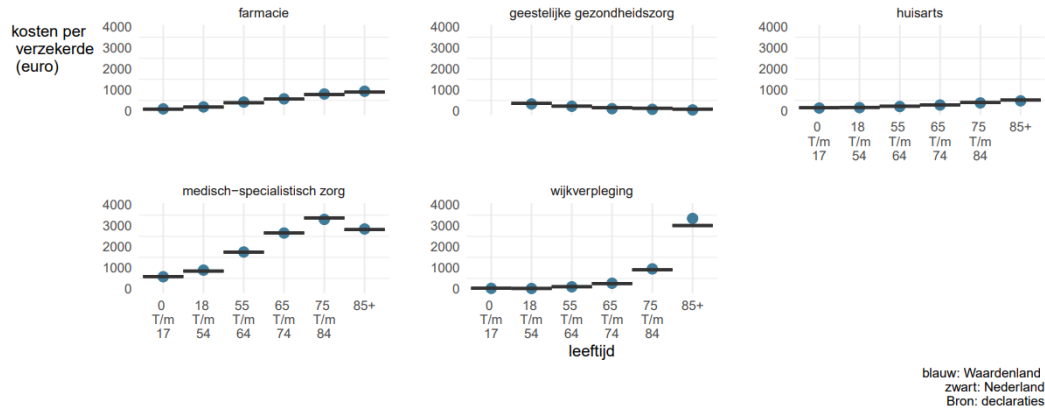 farmacie
geestelijke gezondheidszorg
huisarts
kosten per
verzekerde
(euro)
4000
3000
2000
1000
0
4000
3000
2000
1000
0
4000
3000
2000
1000
0
0 18 55 65 75 85+
T/m T/m T/m T/m T/m
17 54 64 74 84
medisch−specialistisch zorg
wijkverpleging
4000
3000
2000
1000
0
4000
3000
2000
1000
0
0 18 55 65 75 85+
T/m T/m T/m T/m T/m
17 54 64 74 84
0 18 55 65 75 85+
T/m T/m T/m T/m T/m
17 54 64 74 84
leeftijd
blauw: Waardenland
zwart: Nederland
Bron: declaraties